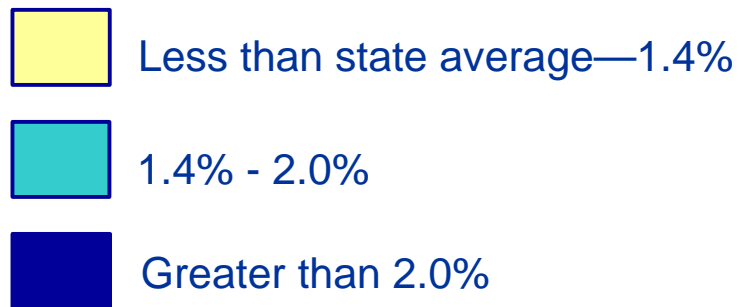 Less than state average—1.4%
1.4% - 2.0%
Greater than 2.0%